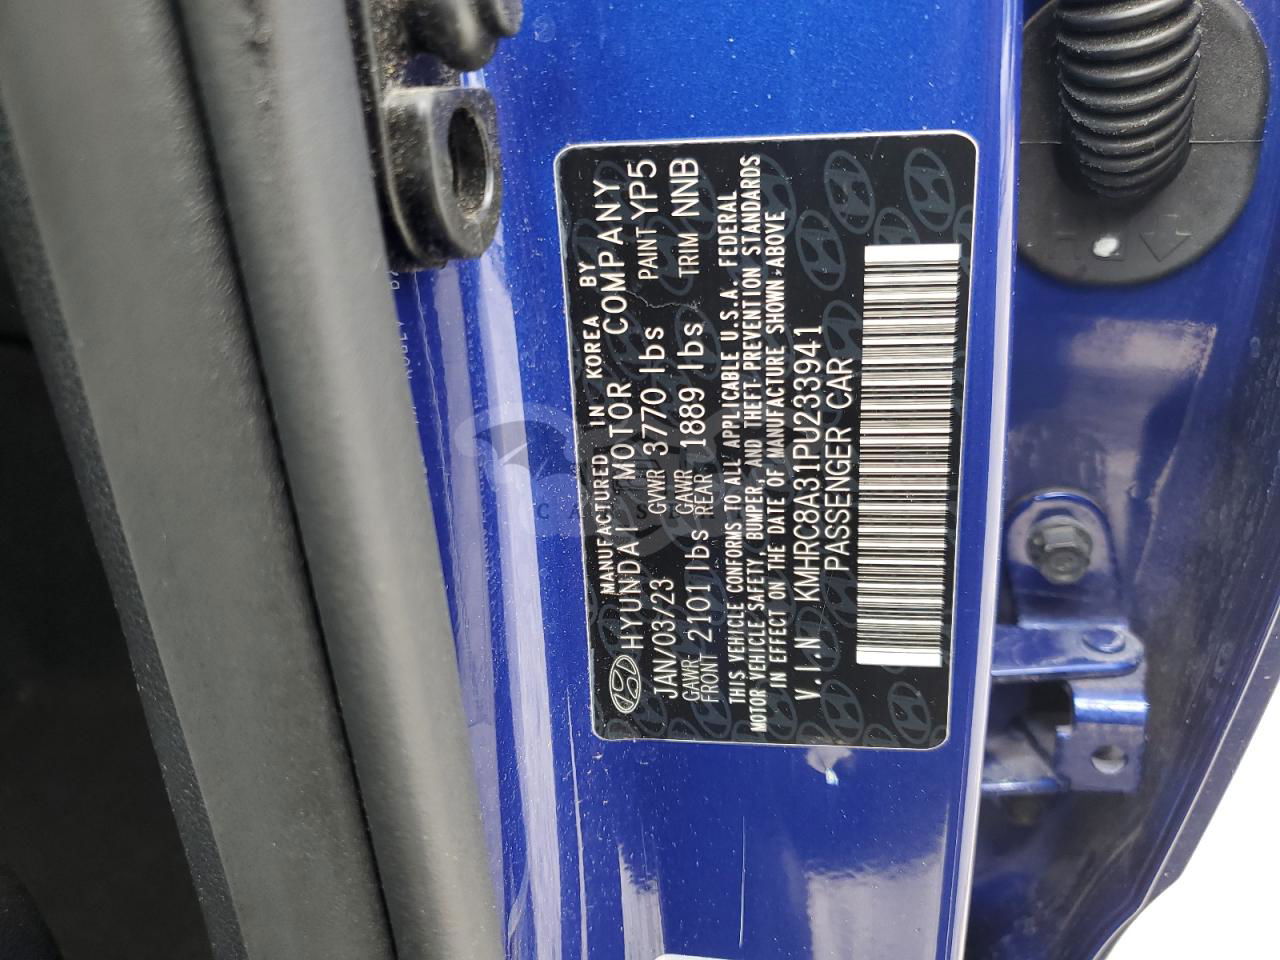 MANUFACTURED IN KOREA BY
HYUNDAI MOTOR COMPANY
JAN/03/23 GVWR 3770 lbs PAINT YP5
GAWR- FRONT 2101lbs GAWR REAR 1889 lbs TRIM NNB
THIS VEHICLE CONFORMS TO ALL APPLICABLE U.S.A. FEDERAL
MOTOR VEHICLE SAFETY, BUMPER, AND THEFT PREVENTION STANDARDS
IN EFFECT ON THE DATE OF MANUFACTURE SHOWN ABOVE
V.I.N KMHRC8A31PU233941
PASSENGER CAR